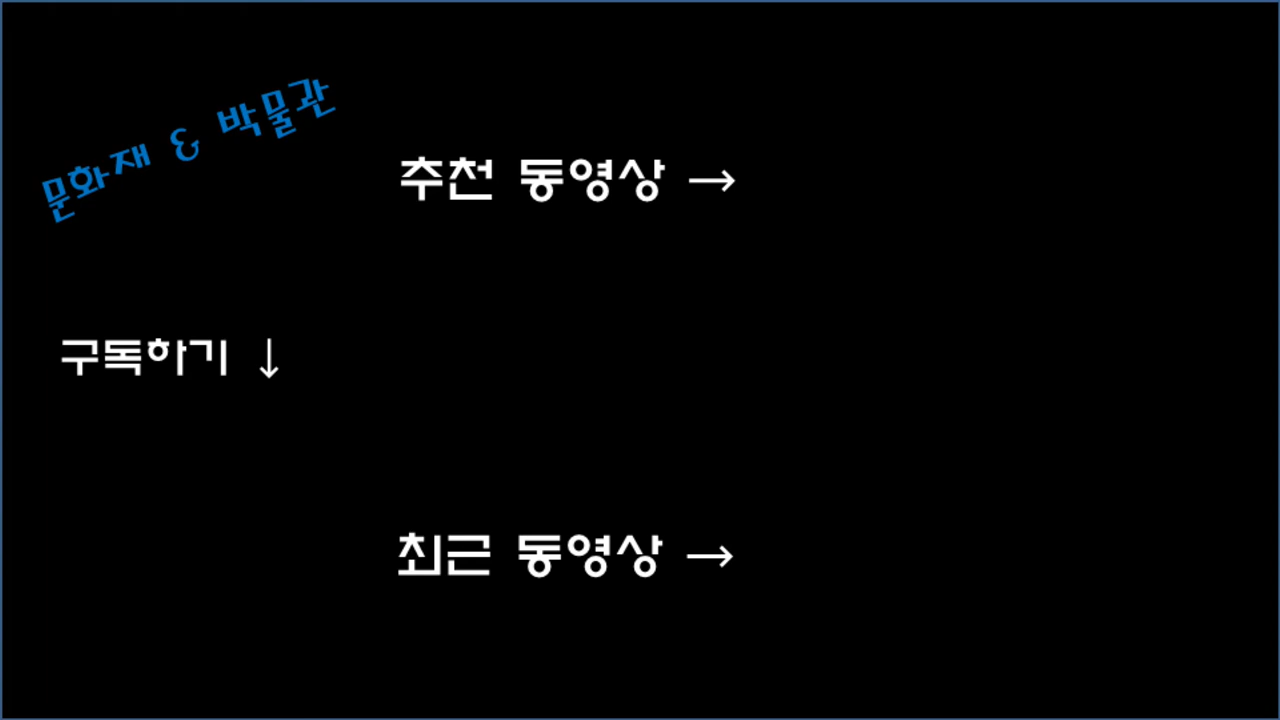 문화재 & 박물관
추천 동영상 →
구독하기 ↓
최근 동영상 →